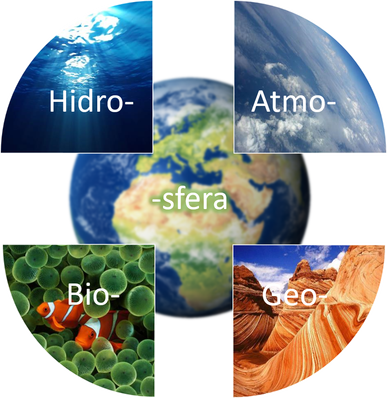 Hidro-
Atmo-
-sfera
Bio-
Geo-